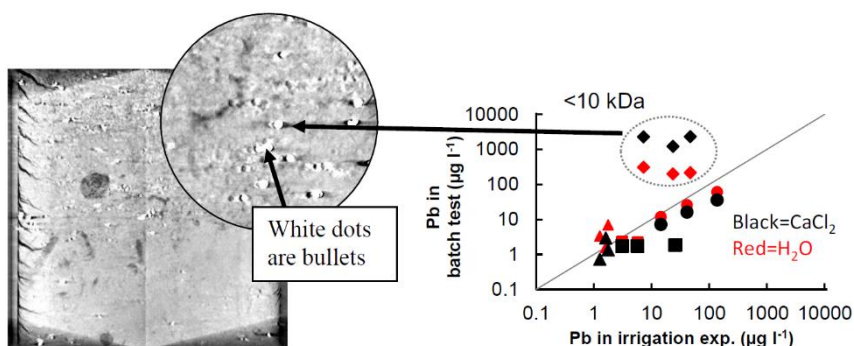 White dots
are bullets
<10 kDa
Pb in
batch test (µg l⁻¹)
10000
1000
100
10
1
0.1
Black=CaCl₂
Red=H₂O
0.1 1 10 100 1000 10000
Pb in irrigation exp. (µg l⁻¹)